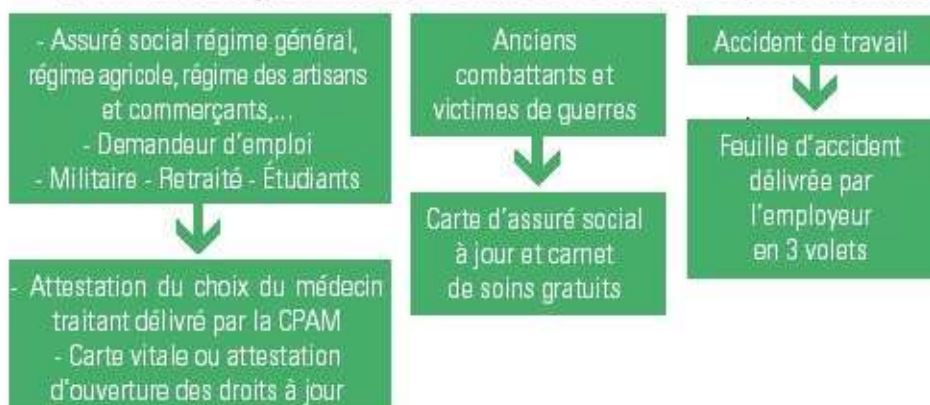 - Assuré social régime général,
régime agricole, régime des artisans
et commerçants,...
- Demandeur d'emploi
- Militaire - Retraité - Étudiants
- Attestation du choix du médecin
traitant délivré par la CPAM
- Carte vitale ou attestation
d'ouverture des droits à jour
Anciens
combattants et
victimes de guerres
Carte d'assuré social
à jour et carnet
de soins gratuits
Accident de travail
Feuille d'accident
délivrée par
l'employeur
en 3 volets